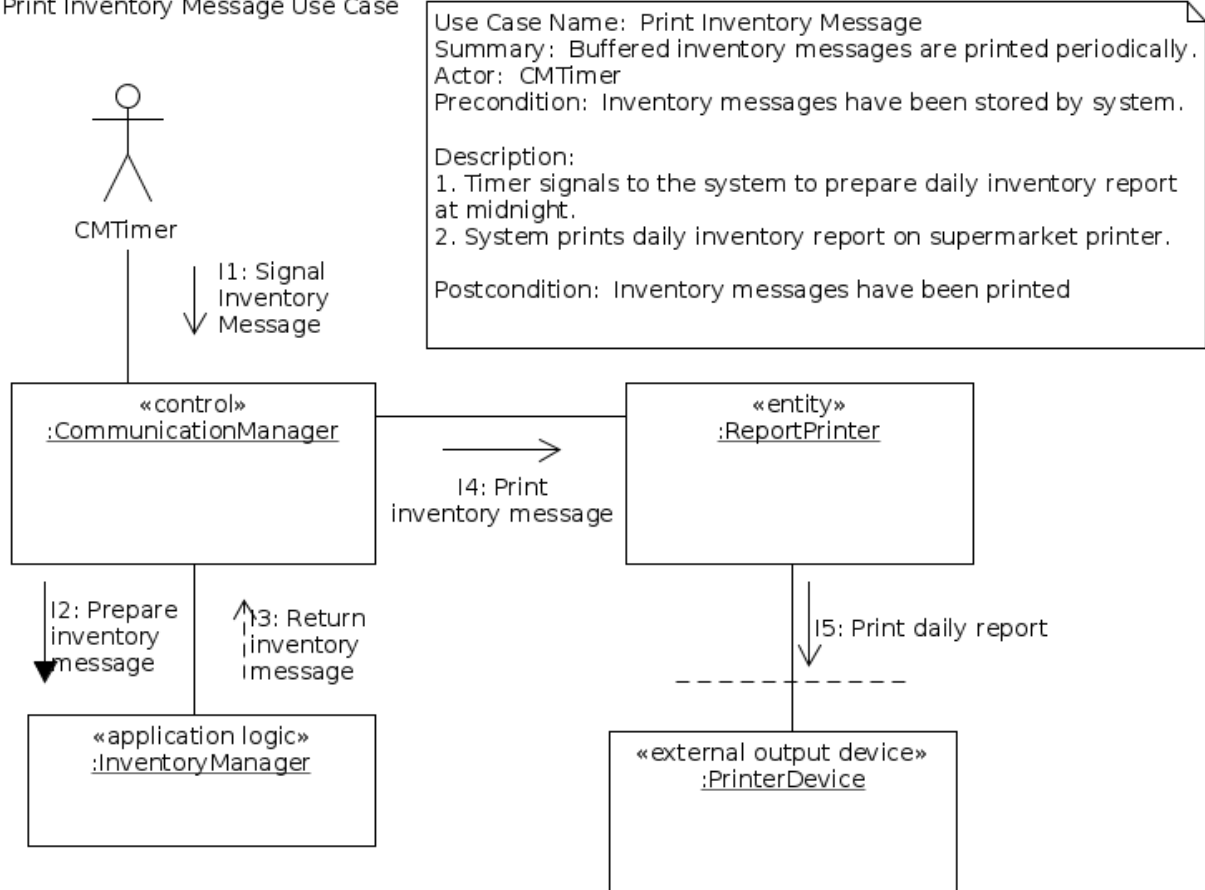 Print Inventory Message Use Case
Use Case Name: Print Inventory Message
Summary: Buffered inventory messages are printed periodically.
Actor: CMTimer
Precondition: Inventory messages have been stored by system.
Description:
1. Timer signals to the system to prepare daily inventory report
at midnight.
2. System prints daily inventory report on supermarket printer.
Postcondition: Inventory messages have been printed
CMTimer
I1: Signal
Inventory
Message
«control»
:CommunicationManager
I4: Print
inventory message
«entity»
:ReportPrinter
I2: Prepare
inventory
message
I3: Return
inventory
message
I5: Print daily report
«application logic»
:InventoryManager
«external output device»
:PrinterDevice